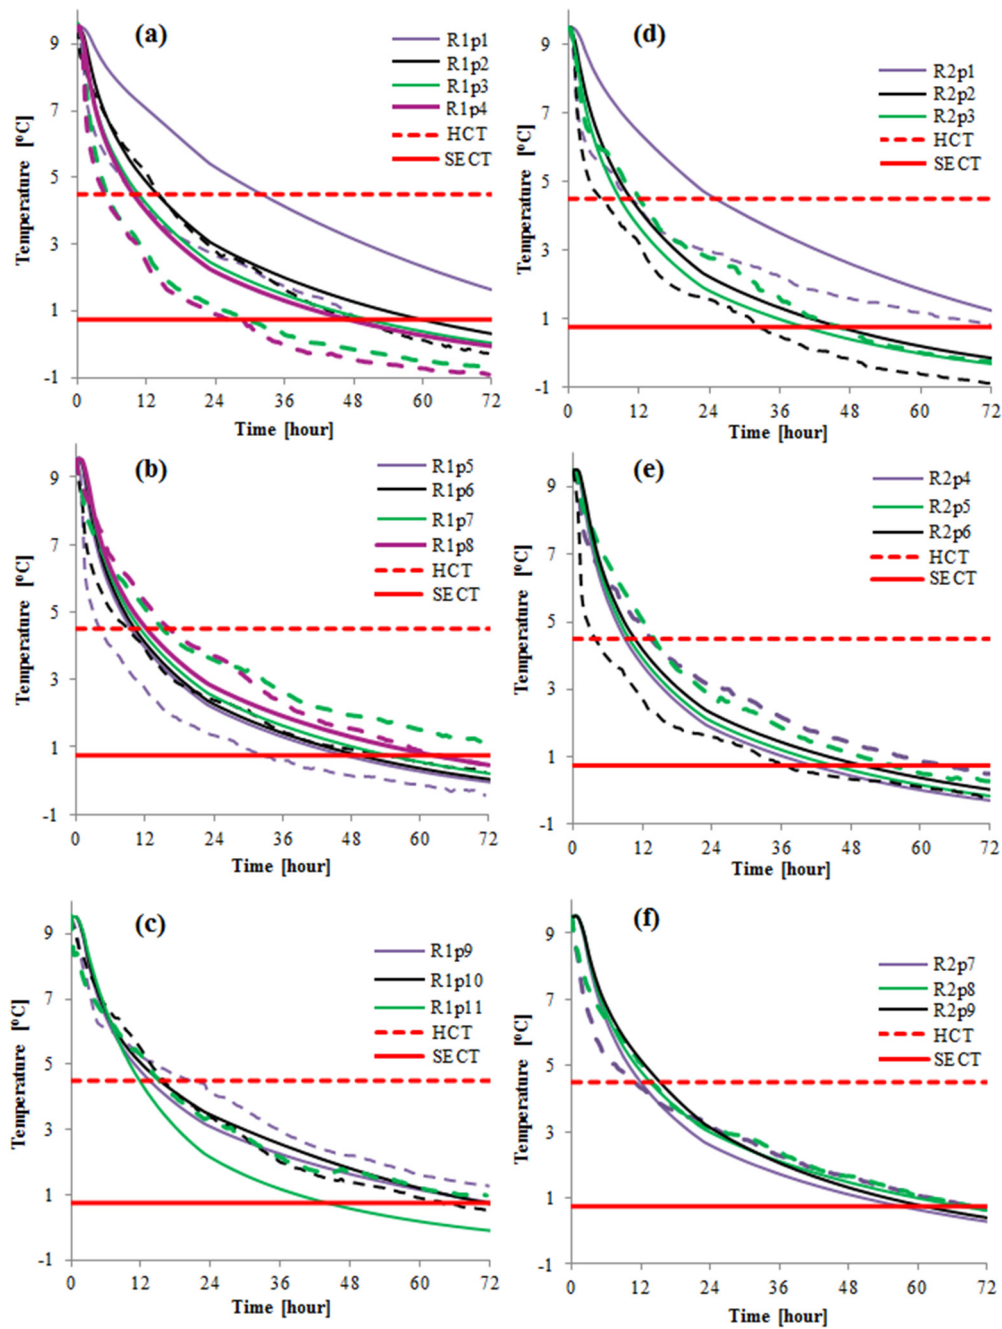 (a)
R1p1
R1p2
R1p3
R1p4
HCT
SECT
Temperature [ºC]
9
7
5
3
1
-1
0 12 24 36 48 60 72
Time [hour]
(d)
R2p1
R2p2
R2p3
HCT
SECT
Temperature [ºC]
9
7
5
3
1
-1
0 12 24 36 48 60 72
Time [hour]
(b)
R1p5
R1p6
R1p7
R1p8
HCT
SECT
Temperature [ºC]
9
7
5
3
1
-1
0 12 24 36 48 60 72
Time [hour]
(e)
R2p4
R2p5
R2p6
HCT
SECT
Temperature [ºC]
9
7
5
3
1
-1
0 12 24 36 48 60 72
Time [hour]
(c)
R1p9
R1p10
R1p11
HCT
SECT
Temperature [ºC]
9
7
5
3
1
-1
0 12 24 36 48 60 72
Time [hour]
(f)
R2p7
R2p8
R2p9
HCT
SECT
Temperature [ºC]
9
7
5
3
1
-1
0 12 24 36 48 60 72
Time [hour]